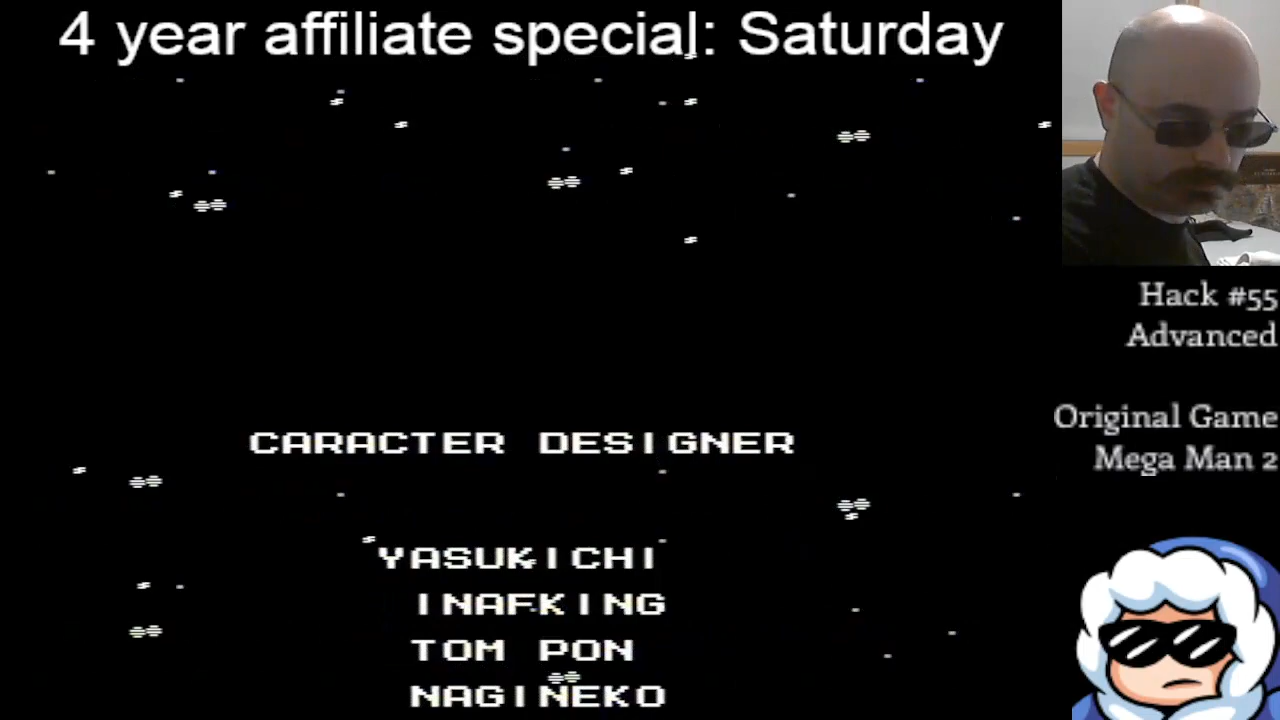 4 year affiliate special: Saturday
Hack #55
Advanced
Original Game
Mega Man 2
CARACTER DESIGNER
YASUKICHI
INAFKING
TOM PON
NAGINEKO